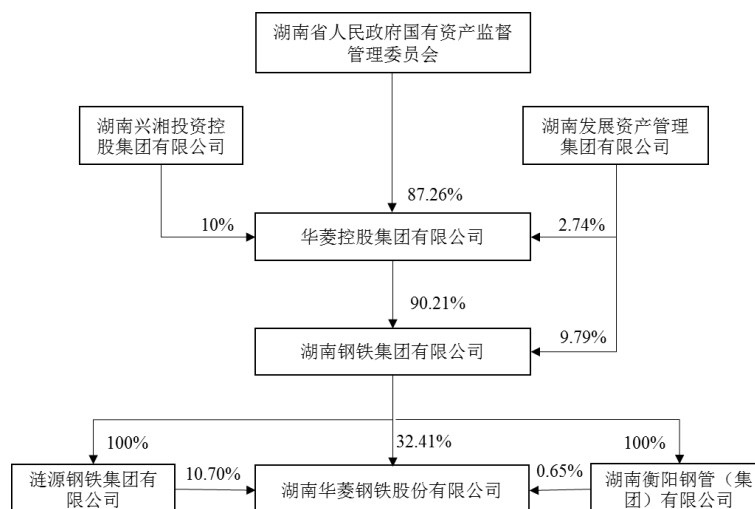 湖南省人民政府国有资产监督
管理委员会
湖南兴湘投资控
股集团有限公司
湖南发展资产管理
集团有限公司
87.26%
10%
华菱控股集团有限公司
2.74%
90.21%
湖南钢铁集团有限公司
9.79%
100%
32.41%
100%
涟源钢铁集团有
限公司
10.70%
湖南华菱钢铁股份有限公司
0.65%
湖南衡阳钢管（集
团）有限公司